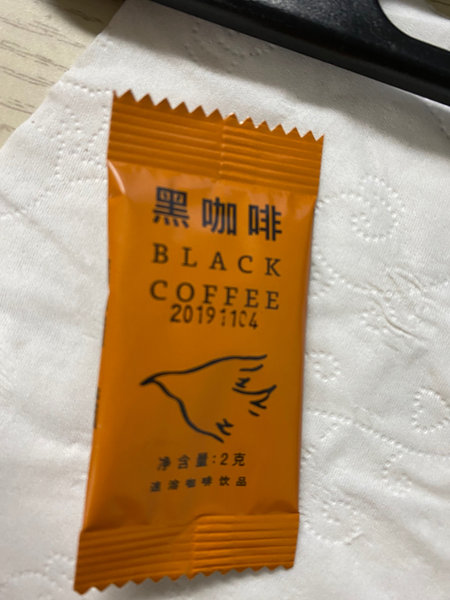 黑咖啡
BLACK
COFFEE
20191104
净含量:2克
速溶咖啡饮品